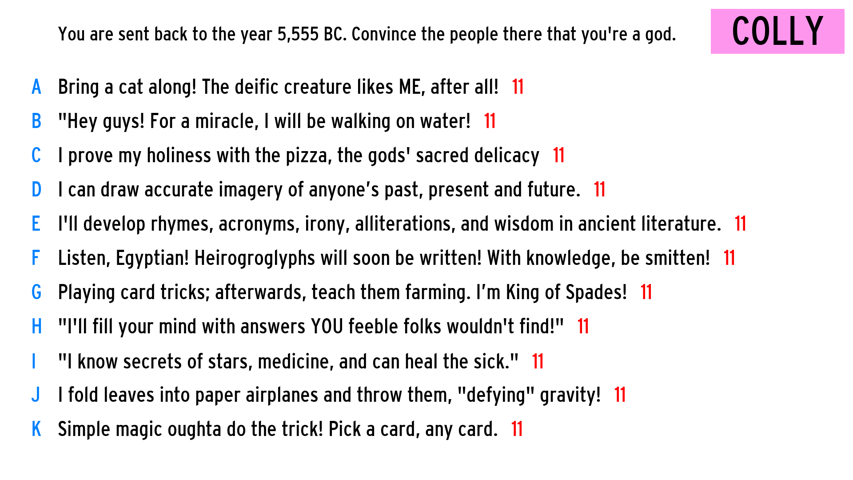 You are sent back to the year 5,555 BC. Convince the people there that you're a god.
COLLY
A Bring a cat along! The deific creature likes ME, after all! 11
B "Hey guys! For a miracle, I will be walking on water! 11
C I prove my holiness with the pizza, the gods' sacred delicacy 11
D I can draw accurate imagery of anyone’s past, present and future. 11
E I'll develop rhymes, acronyms, irony, alliterations, and wisdom in ancient literature. 11
F Listen, Egyptian! Heirogroglyphs will soon be written! With knowledge, be smitten! 11
G Playing card tricks; afterwards, teach them farming. I’m King of Spades! 11
H "I'll fill your mind with answers YOU feeble folks wouldn't find!" 11
I "I know secrets of stars, medicine, and can heal the sick." 11
J I fold leaves into paper airplanes and throw them, "defying" gravity! 11
K Simple magic oughta do the trick! Pick a card, any card. 11